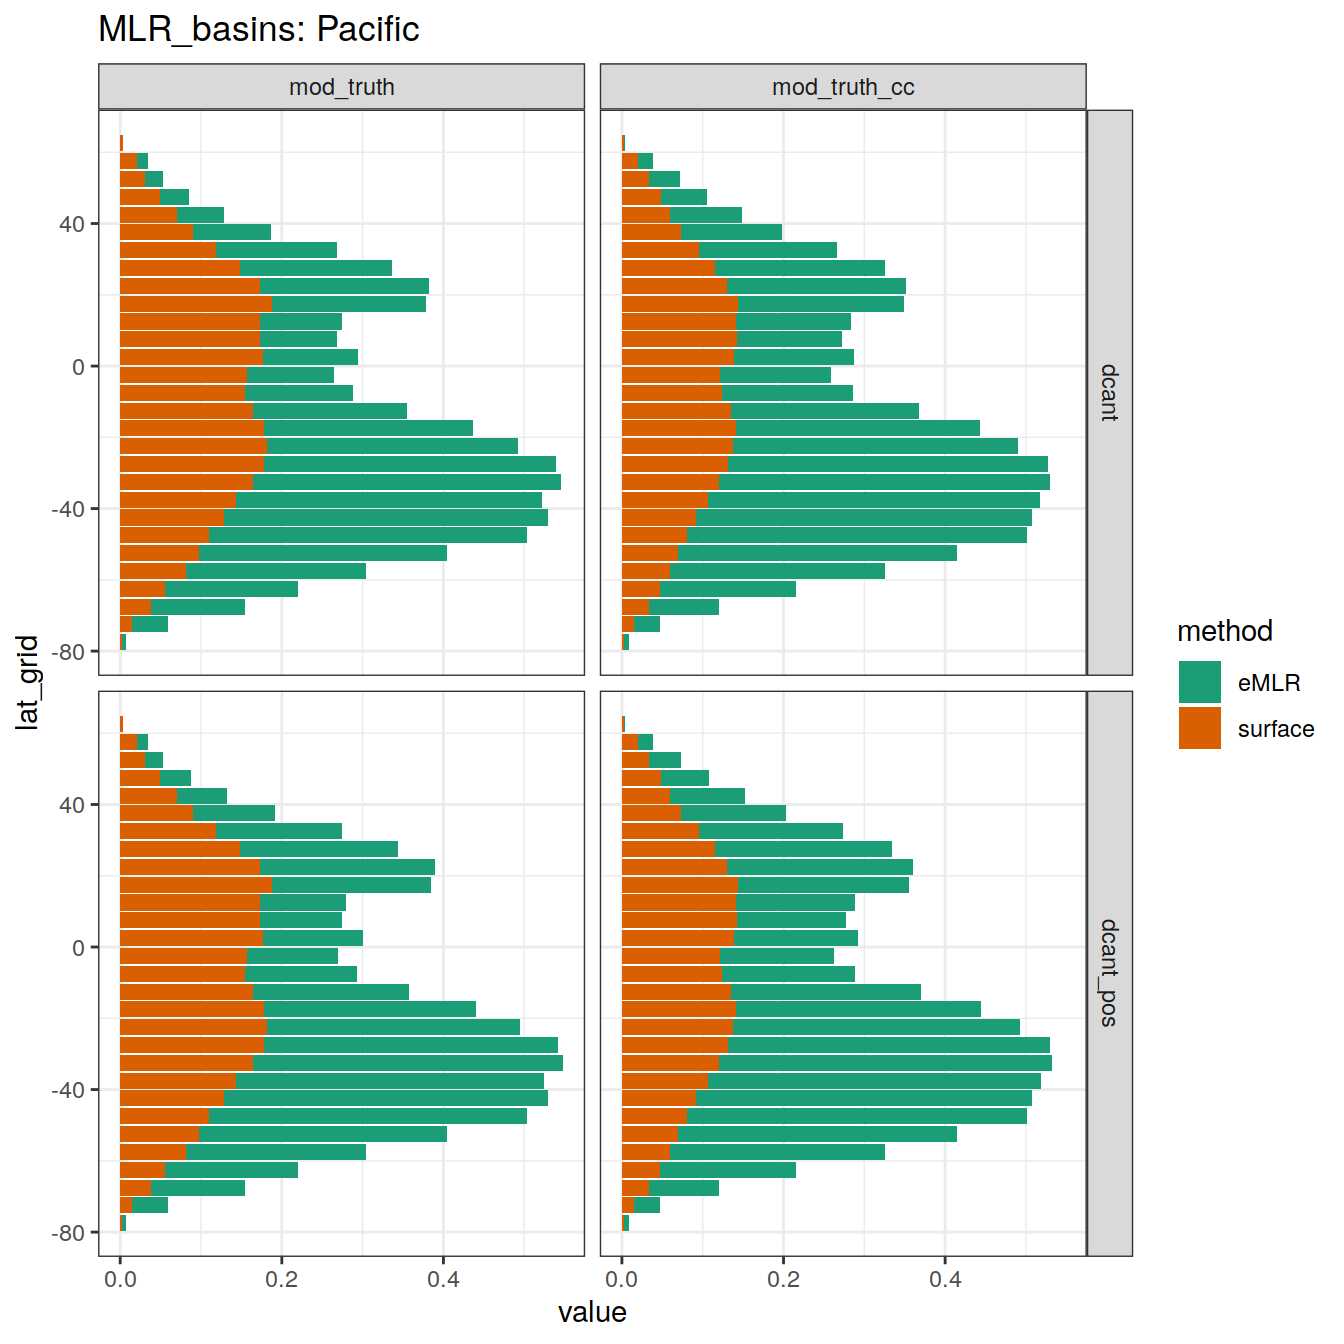 MLR_basins: Pacific
mod_truth
mod_truth_cc
40
0
-40
-80
dcant
40
0
-40
-80
dcant_pos
lat_grid
0.0
0.2
0.4
0.0
0.2
0.4
value
method
eMLR
surface